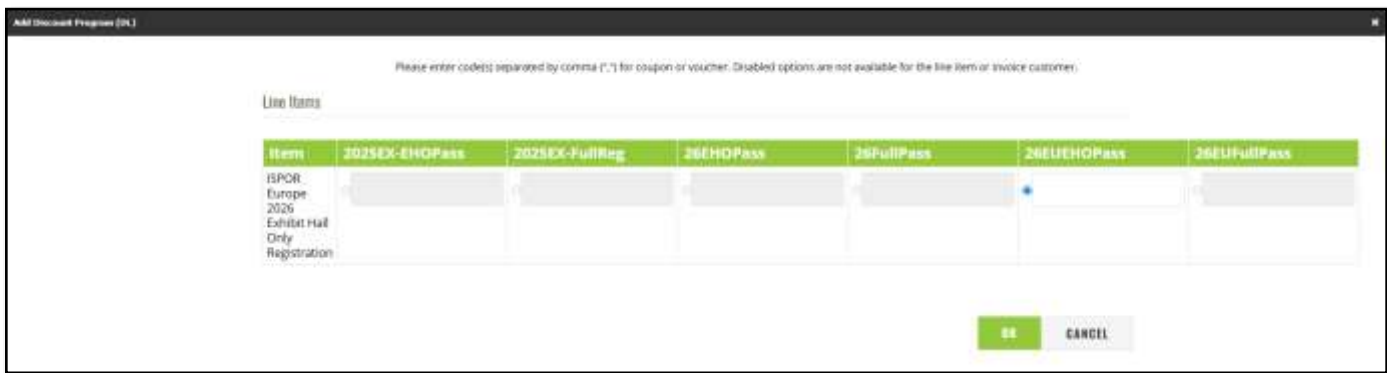 Add Discount Program (DL)
Please enter code(s) separated by comma (",") for coupon or voucher. Disabled options are not available for the line item or invoice customer.
Line Items
Item 2025EX-EHOPass 2025EX-FullReg 26EHOPass 26FullPass 26EUEHOPass 26EUFullPass
ISPOR
Europe
2026
Exhibit Hall
Only
Registration
OK CANCEL